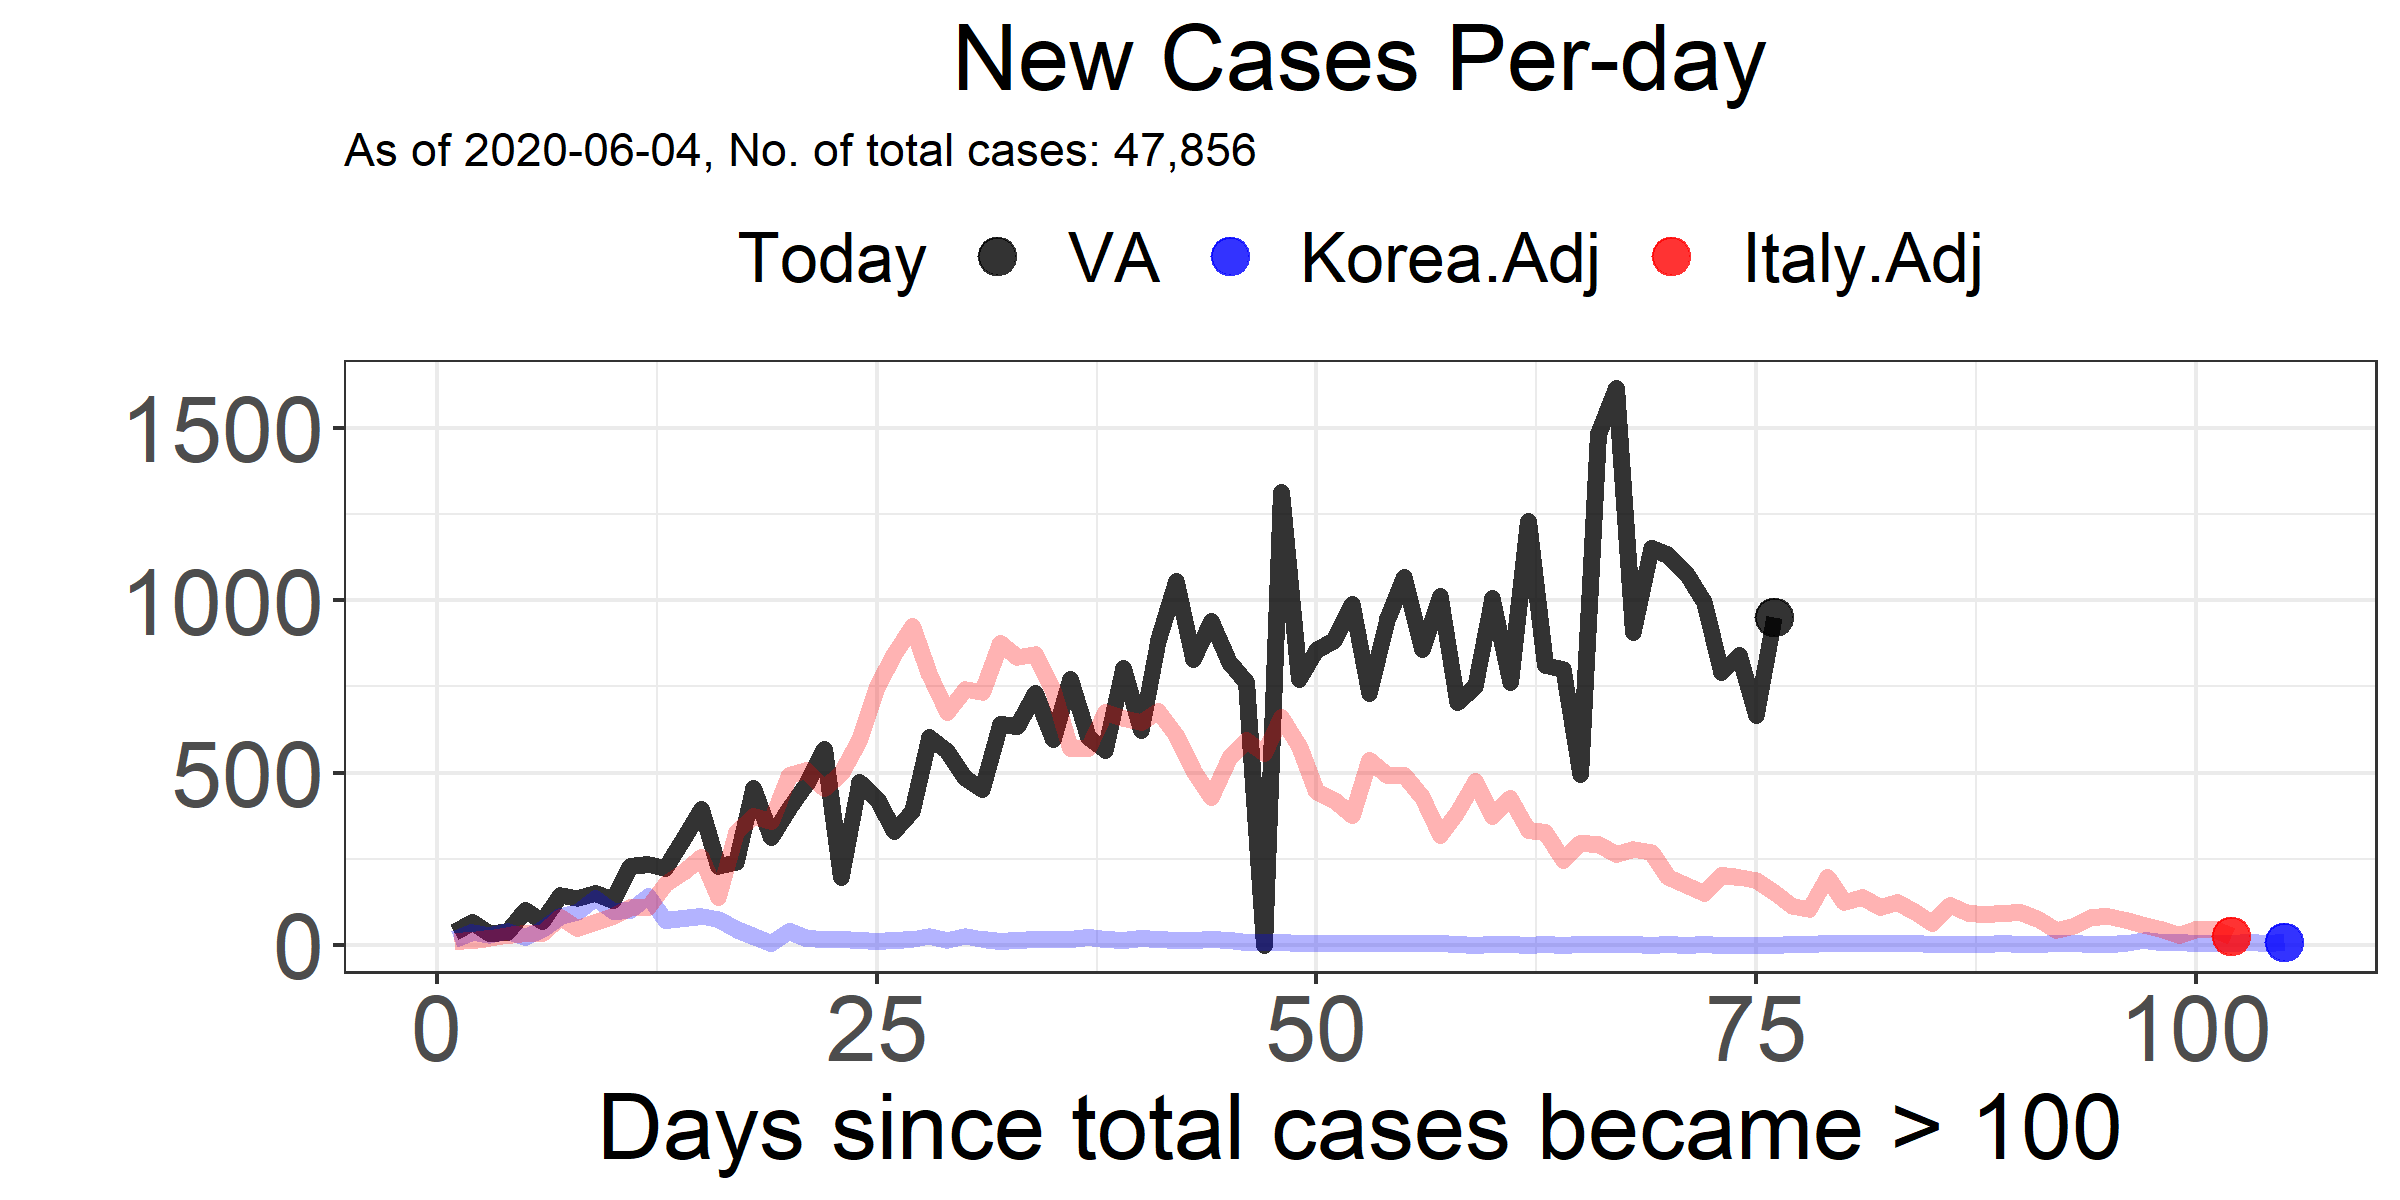 New Cases Per-day
As of 2020-06-04, No. of total cases: 47,856
Today VA Korea.Adj Italy.Adj
1500
1000
500
0
0 25 50 75 100
Days since total cases became > 100